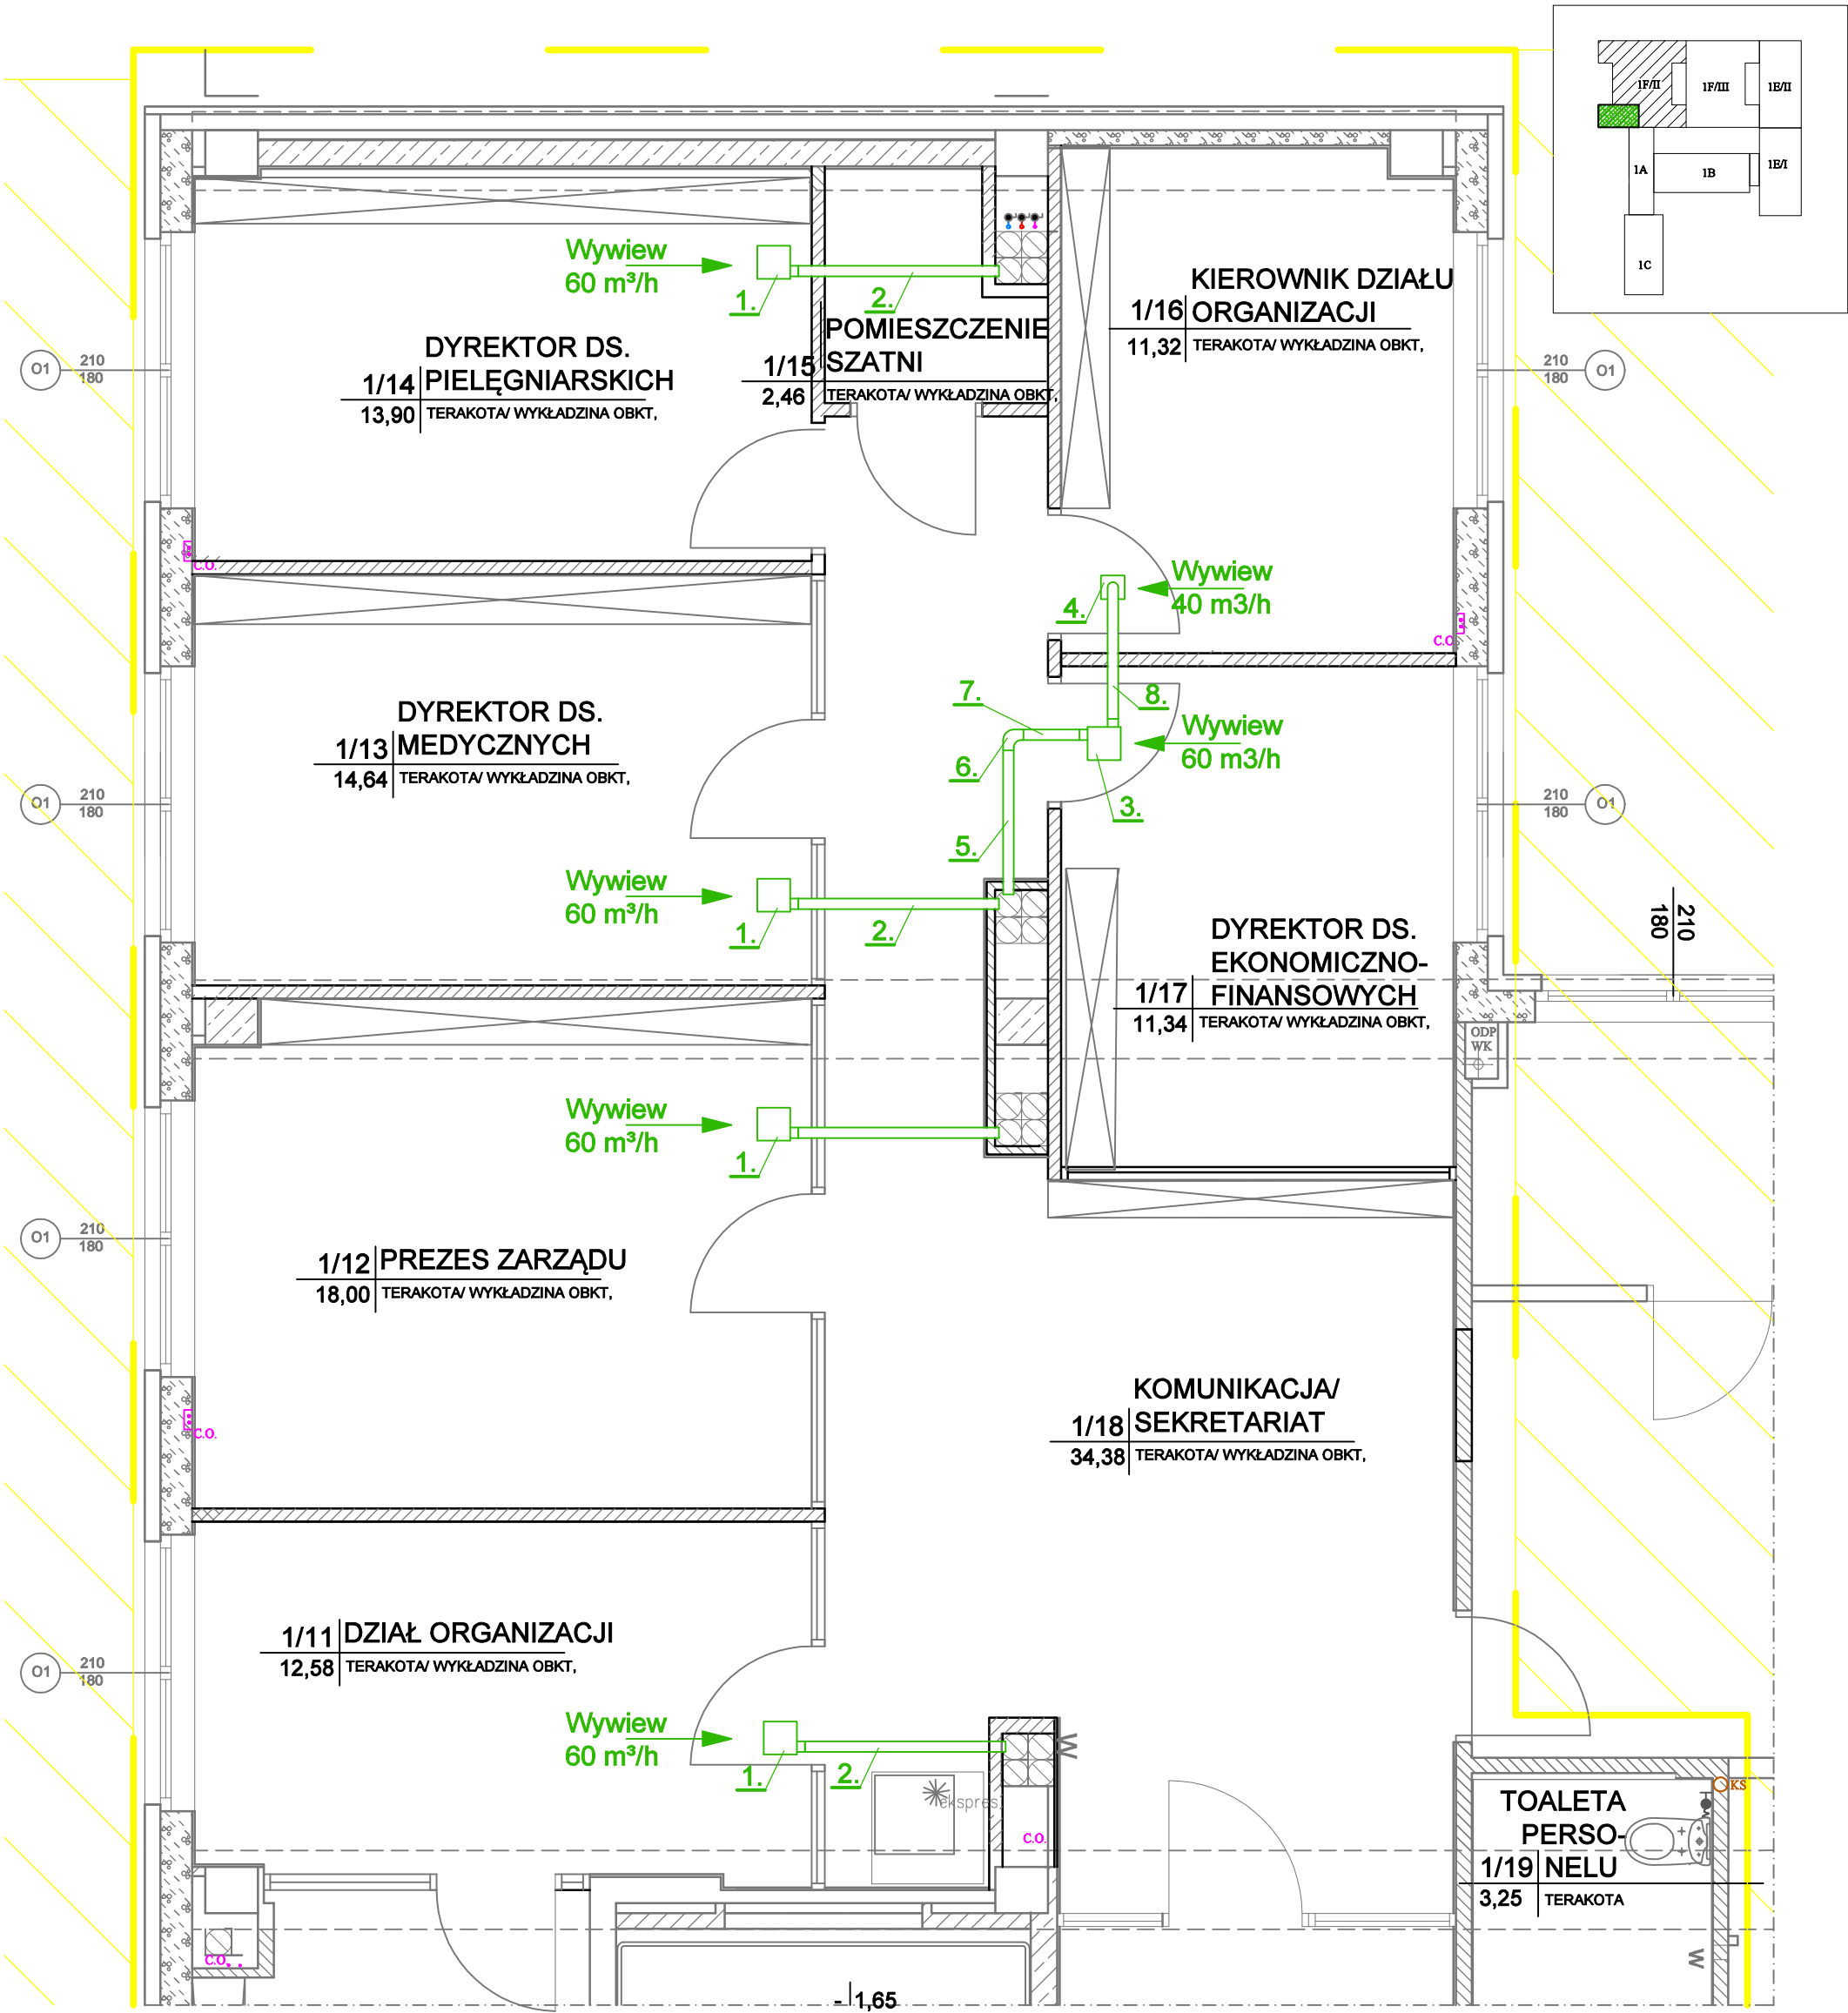 1F/II
1F/III
1E/II
1A
1B
1E/I
1C
Wywiew
60 m³/h
1.
2.
DYREKTOR DS.
1/14 PIELĘGNIARSKICH
13,90 TERAKOTA/ WYKŁADZINA OBKT,
POMIESZCZENIE
1/15 SZATNI
2,46 TERAKOTA/ WYKŁADZINA OBKT,
KIEROWNIK DZIAŁU
1/16 ORGANIZACJI
11,32 TERAKOTA/ WYKŁADZINA OBKT,
O1
210
180
210
180
O1
C.O.
Wywiew
40 m3/h
4.
C.O.
DYREKTOR DS.
1/13 MEDYCZNYCH
14,64 TERAKOTA/ WYKŁADZINA OBKT,
7.
8.
Wywiew
60 m3/h
6.
3.
5.
O1
210
180
210
180
O1
Wywiew
60 m³/h
1.
2.
DYREKTOR DS.
EKONOMICZNO-
1/17 FINANSOWYCH
11,34 TERAKOTA/ WYKŁADZINA OBKT,
210
180
ODP
WK
Wywiew
60 m³/h
1.
O1
210
180
1/12 PREZES ZARZĄDU
18,00 TERAKOTA/ WYKŁADZINA OBKT,
C.O.
KOMUNIKACJA/
1/18 SEKRETARIAT
34,38 TERAKOTA/ WYKŁADZINA OBKT,
1/11 DZIAŁ ORGANIZACJI
12,58 TERAKOTA/ WYKŁADZINA OBKT,
O1
210
180
Wywiew
60 m³/h
1.
2.
W
ekspres
C.O.
KS
TOALETA
PERSO-
1/19 NELU
3,25 TERAKOTA
W
C.O.
- 1,65